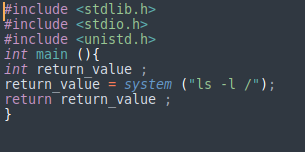 #include <stdlib.h>
#include <stdio.h>
#include <unistd.h>
int main (){
int return_value ;
return_value = system ("ls -l /");
return return_value ;
}